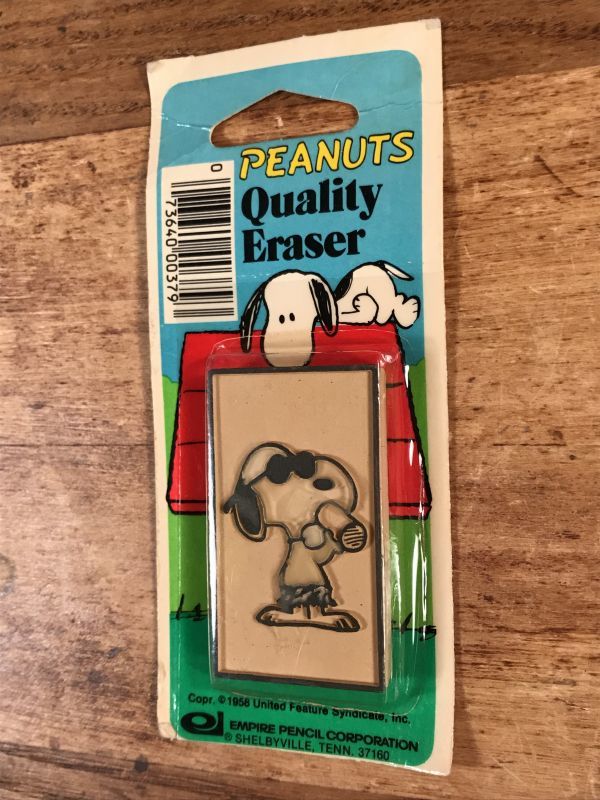 PEANUTS
Quality
Eraser
0
73640 00379
Copr. ©1958 United Feature Syndicate, Inc.
EMPIRE PENCIL CORPORATION
® SHELBYVILLE, TENN. 37160